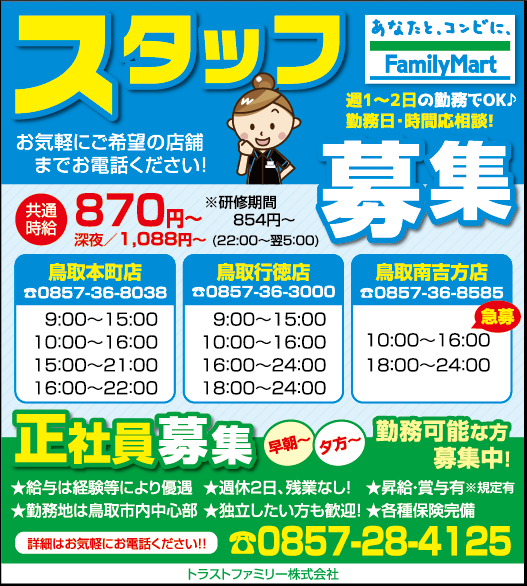 スタッフ
あなたと、コンビに、
FamilyMart
週1〜2日の勤務でOK♪
勤務日・時間応相談!
お気軽にご希望の店舗
までお電話ください!
募集
共通
時給
870円〜
※研修期間
854円〜
深夜／1,088円〜 (22:00〜翌5:00)
鳥取本町店
☎0857-36-8038
9:00〜15:00
10:00〜16:00
15:00〜21:00
16:00〜22:00
鳥取行徳店
☎0857-36-3000
9:00〜15:00
10:00〜16:00
16:00〜24:00
18:00〜24:00
鳥取南吉方店
☎0857-36-8585
急募
10:00〜16:00
18:00〜24:00
正社員募集
早朝〜
夕方〜
勤務可能な方
募集中!
★給与は経験等により優遇 ★週休2日、残業なし! ★昇給・賞与有※規定有
★勤務地は鳥取市内中心部 ★独立したい方も歓迎! ★各種保険完備
詳細はお気軽にお電話ください!! ☎0857-28-4125
トラストファミリー株式会社